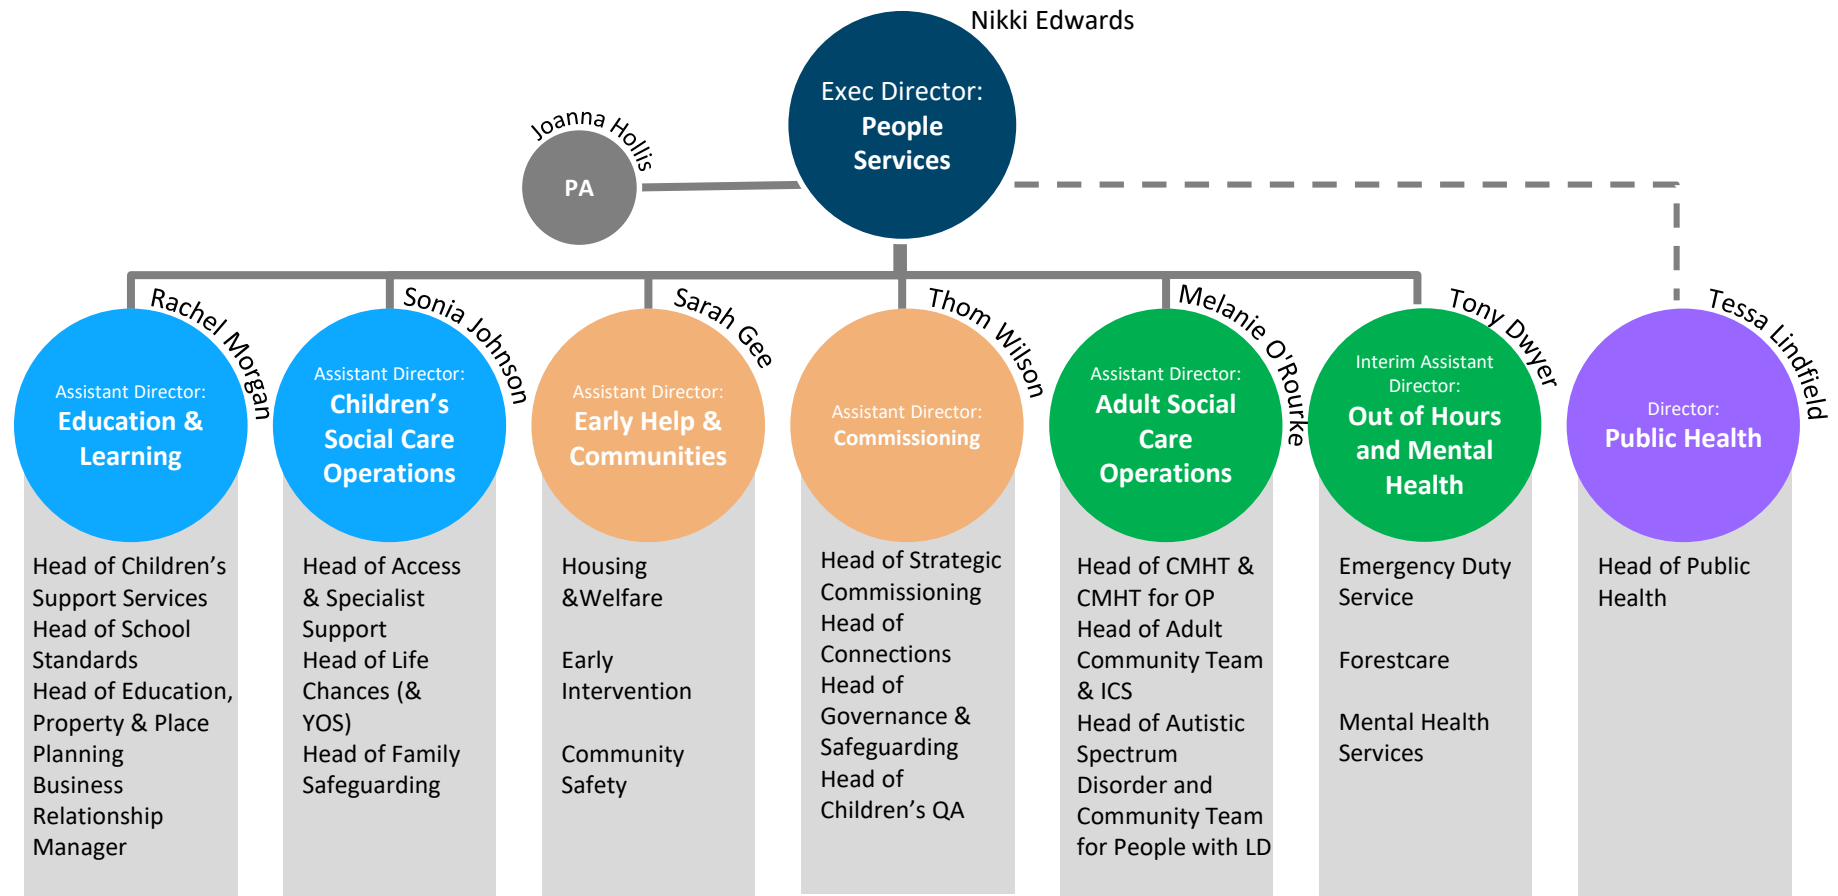 Nikki Edwards
Exec Director:
People
Services
Joanna Hollis
PA
Rachel Morgan
Assistant Director:
Education &
Learning
Head of Children’s
Support Services
Head of School
Standards
Head of Education,
Property & Place
Planning
Business
Relationship
Manager
Sonia Johnson
Assistant Director:
Children’s
Social Care
Operations
Head of Access
& Specialist
Support
Head of Life
Chances (&
YOS)
Head of Family
Safeguarding
Sarah Gee
Assistant Director:
Early Help &
Communities
Housing
&Welfare
Early
Intervention
Community
Safety
Thom Wilson
Assistant Director:
Commissioning
Head of Strategic
Commissioning
Head of
Connections
Head of
Governance &
Safeguarding
Head of
Children’s QA
Melanie O'Rourke
Assistant Director:
Adult Social
Care
Operations
Head of CMHT &
CMHT for OP
Head of Adult
Community Team
& ICS
Head of Autistic
Spectrum
Disorder and
Community Team
for People with LD
Tony Dwyer
Interim Assistant
Director:
Out of Hours
and Mental
Health
Emergency Duty
Service
Forestcare
Mental Health
Services
Tessa Lindfield
Director:
Public Health
Head of Public
Health